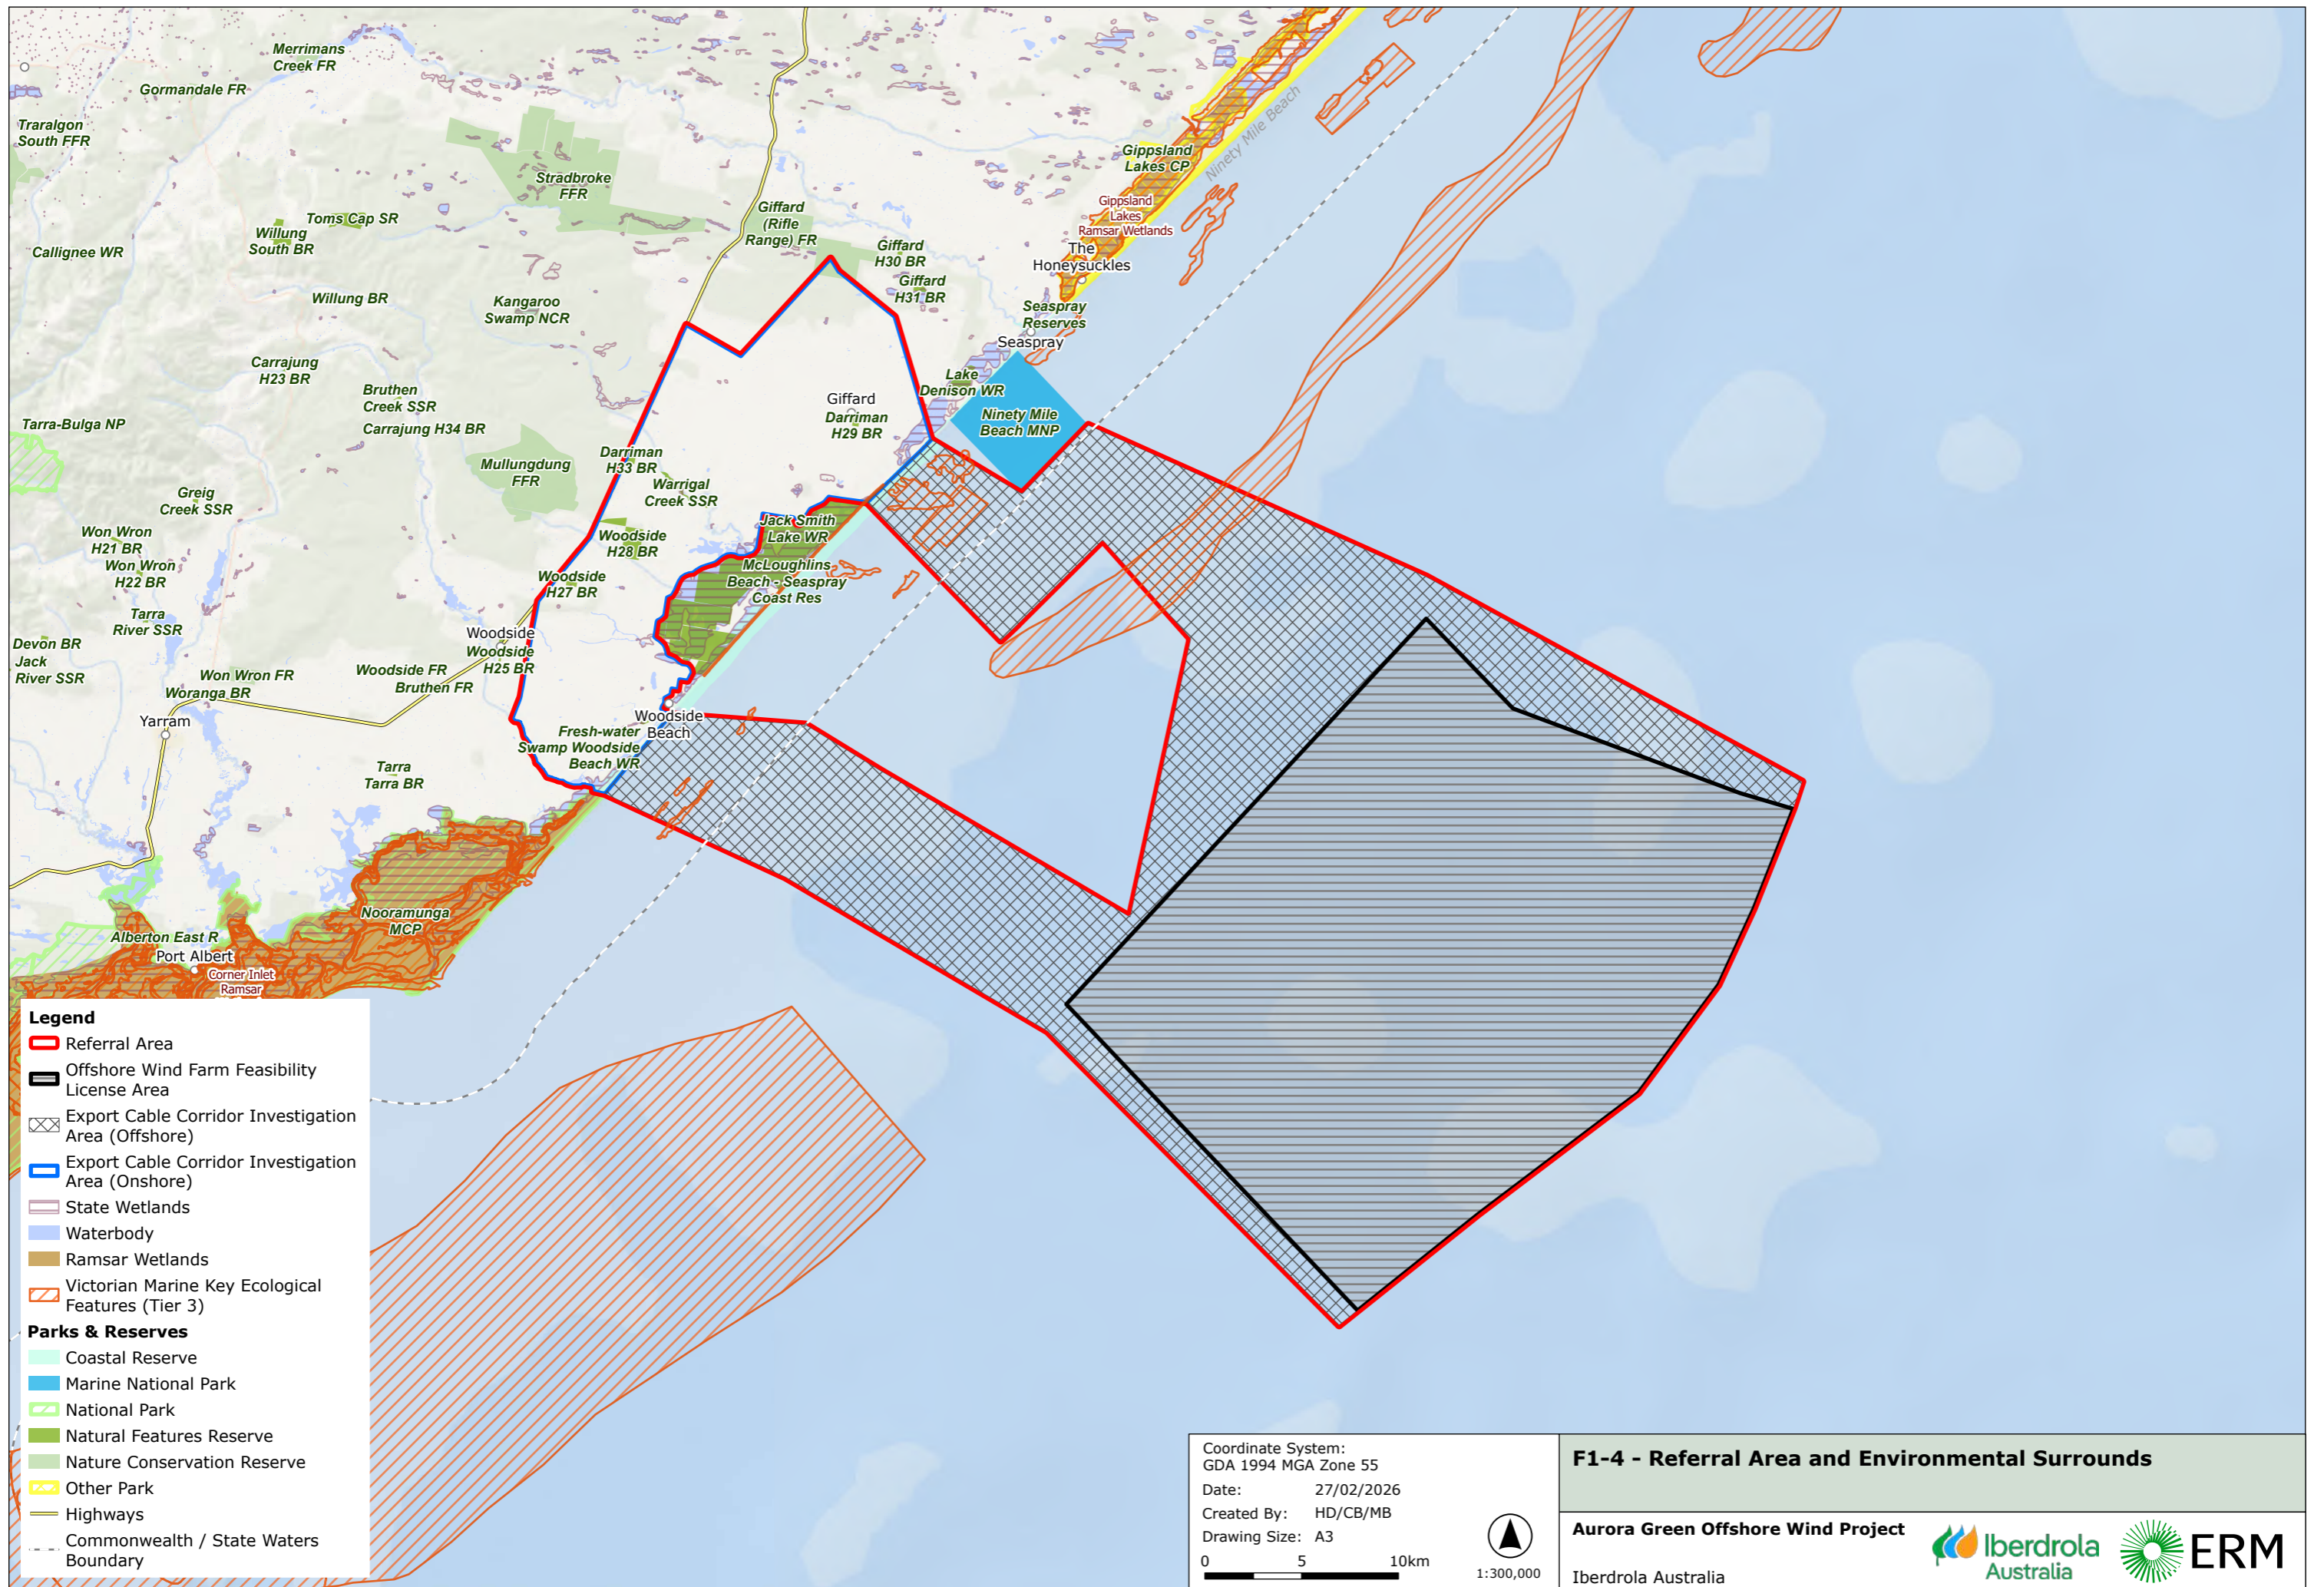 Merrimans
Creek FR
Gormandale FR
Traralgon
South FFR
Stradbroke
FFR
Gippsland
Lakes CP
Ninety Mile Beach
Gippsland
Lakes
Ramsar Wetlands
Toms Cap SR
Willung
South BR
Giffard
(Rifle
Range) FR
Callignee WR
Giffard
H30 BR
The
Honeysuckles
Giffard
H31 BR
Willung BR
Kangaroo
Swamp NCR
Seaspray
Reserves
Seaspray
Carrajung
H23 BR
Lake
Denison WR
Bruthen
Creek SSR
Giffard
Darriman
H29 BR
Ninety Mile
Beach MNP
Tarra-Bulga NP
Carrajung H34 BR
Mullungdung
FFR
Darriman
H33 BR
Warrigal
Creek SSR
Greig
Creek SSR
Won Wron
H21 BR
Won Wron
H22 BR
Woodside
H28 BR
Jack Smith
Lake WR
McLoughlins
Beach - Seaspray
Coast Res
Woodside
H27 BR
Tarra
River SSR
Devon BR
Jack
River SSR
Woodside
Woodside
H25 BR
Won Wron FR
Woodside FR
Bruthen FR
Woranga BR
Yarram
Woodside
Beach
Fresh-water
Swamp Woodside
Beach WR
Tarra
Tarra BR
Nooramunga
MCP
Alberton East R
Port Albert
Corner Inlet
Ramsar
Legend
Referral Area
Offshore Wind Farm Feasibility
License Area
Export Cable Corridor Investigation
Area (Offshore)
Export Cable Corridor Investigation
Area (Onshore)
State Wetlands
Waterbody
Ramsar Wetlands
Victorian Marine Key Ecological
Features (Tier 3)
Parks & Reserves
Coastal Reserve
Marine National Park
National Park
Natural Features Reserve
Nature Conservation Reserve
Other Park
Highways
Commonwealth / State Waters
Boundary
Coordinate System:
GDA 1994 MGA Zone 55
Date: 27/02/2026
Created By: HD/CB/MB
Drawing Size: A3
0 5 10km
1:300,000
F1-4 - Referral Area and Environmental Surrounds
Aurora Green Offshore Wind Project
Iberdrola Australia
Iberdrola
Australia
ERM